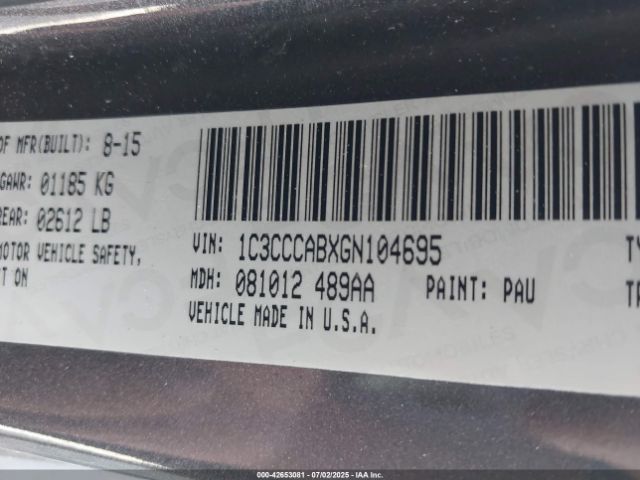 OF MFR(BUILT): 8-15
GAWR: 01185 KG
REAR: 02612 LB
MOTOR VEHICLE SAFETY,
CT ON
VIN: 1C3CCCABXGN104695
MDH: 081012 489AA PAINT: PAU
VEHICLE MADE IN U.S.A.
000-42653081 | 07/02/2025 | IAA Inc.